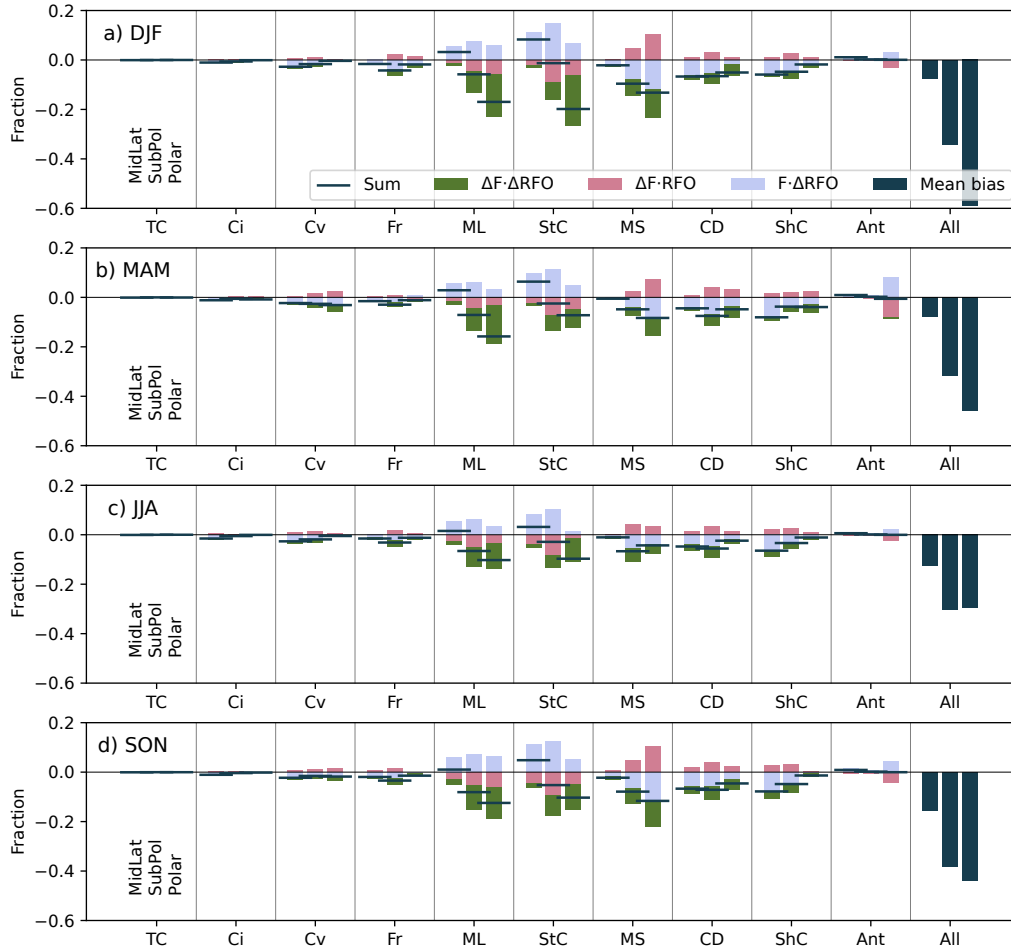 a) DJF
0.2
0.0
−0.2
−0.4
−0.6
Fraction
MidLat
SubPol
Polar
Sum ΔF·ΔRFO ΔF·RFO F·ΔRFO Mean bias
TC Ci Cv Fr ML StC MS CD ShC Ant All
b) MAM
0.2
0.0
−0.2
−0.4
−0.6
Fraction
MidLat
SubPol
Polar
TC Ci Cv Fr ML StC MS CD ShC Ant All
c) JJA
0.2
0.0
−0.2
−0.4
−0.6
Fraction
MidLat
SubPol
Polar
TC Ci Cv Fr ML StC MS CD ShC Ant All
d) SON
0.2
0.0
−0.2
−0.4
−0.6
Fraction
MidLat
SubPol
Polar
TC Ci Cv Fr ML StC MS CD ShC Ant All